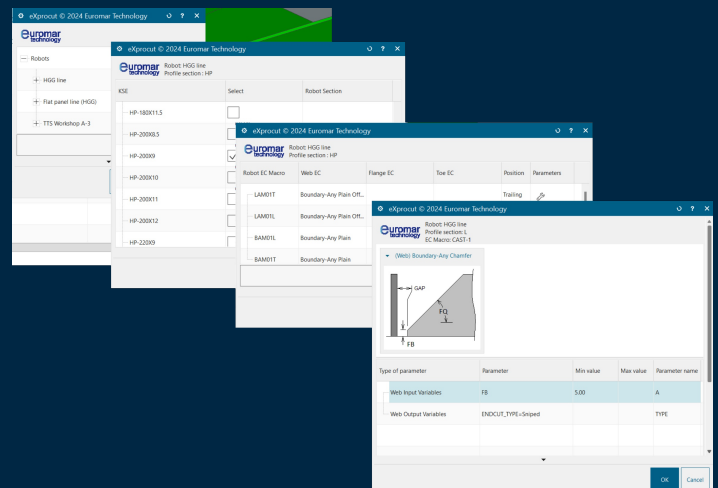 eXprocut © 2024 Euromar Technology
Euromar
technology
Robots
HGG line
Flat panel line (HGG)
TTS Workshop A-3
eXprocut © 2024 Euromar Technology
Euromar
technology
Robot: HGG line
Profile section : HP
KSE Select Robot Section
HP-180X11.5
HP-200X8.5
HP-200X9
HP-200X10
HP-200X11
HP-200X12
HP-220X9
eXprocut © 2024 Euromar Technology
Euromar
technology
Robot: HGG line
Profile section : HP
Robot EC Macro Web EC Flange EC Toe EC Position Parameters
LAM01T Boundary-Any Plain Off... Trailing
LAM01L Boundary-Any Plain Off...
BAM01L Boundary-Any Plain
BAM01T Boundary-Any Plain
eXprocut © 2024 Euromar Technology
Euromar
technology
Robot: HGG line
Profile section: L
EC Macro: CAST-1
(Web) Boundary-Any Chamfer
GAP
FQ
FB
Type of parameter Parameter Min value Max value Parameter name
Web Input Variables FB 5.00 A
Web Output Variables ENDCUT_TYPE=Sniped TYPE
OK Cancel